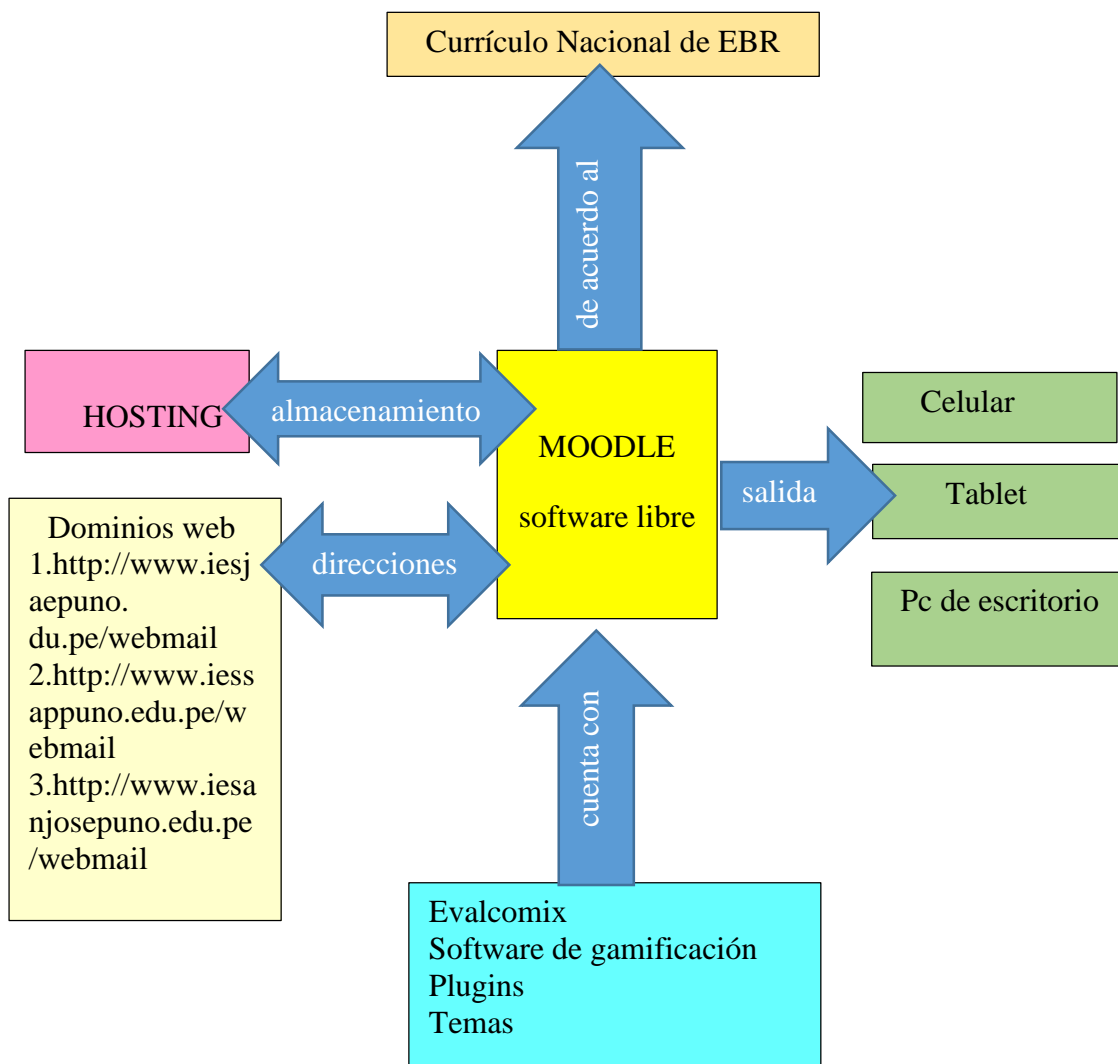 Currículo Nacional de EBR
de acuerdo al
HOSTING
almacenamiento
MOODLE
software libre
Celular
salida
Tablet
Pc de escritorio
Dominios web
1.http://www.iesj
aepuno.
du.pe/webmail
2.http://www.iess
appuno.edu.pe/w
ebmail
3.http://www.iesa
njosepuno.edu.pe
/webmail
direcciones
cuenta con
Evalcomix
Software de gamificación
Plugins
Temas